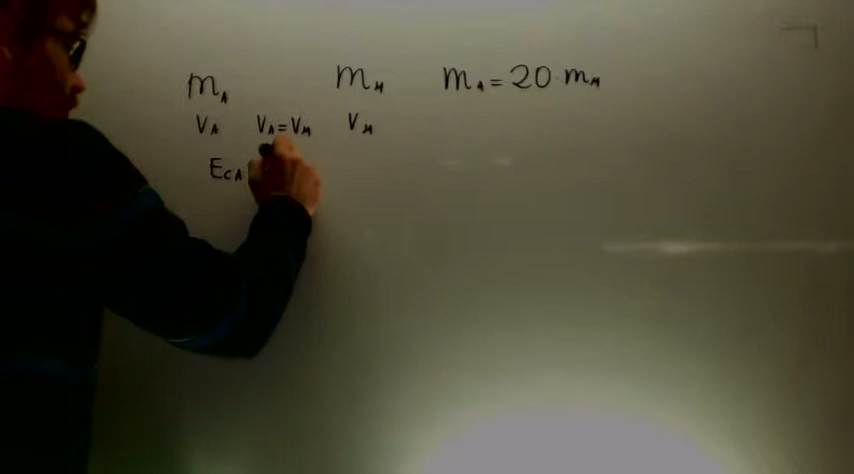 m_A m_M m_A = 20 · m_M
V_A V_A = V_M V_M
E_CA